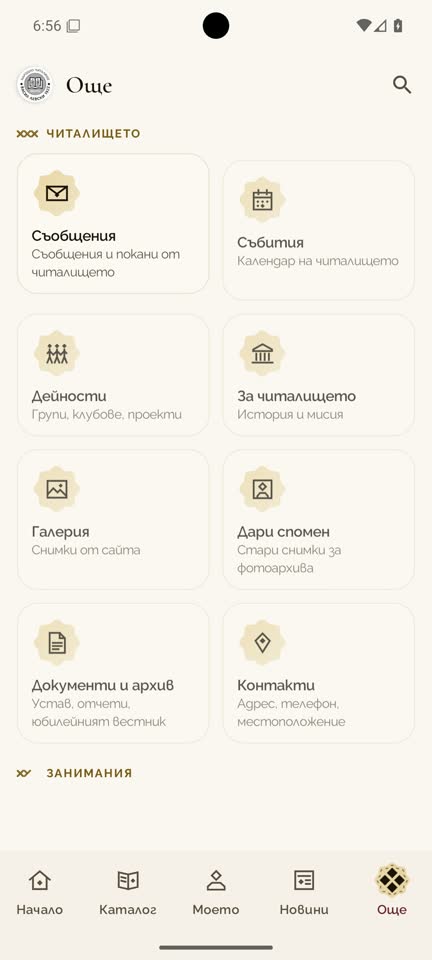 6:56
Още
ЧИТАЛИЩЕТО
Съобщения
Съобщения и покани от
читалището
Събития
Календар на читалището
Дейности
Групи, клубове, проекти
За читалището
История и мисия
Галерия
Снимки от сайта
Дари спомен
Стари снимки за
фотоархива
Документи и архив
Устав, отчети,
юбилейният вестник
Контакти
Адрес, телефон,
местоположение
ЗАНИМАНИЯ
Начало
Каталог
Моето
Новини
Още